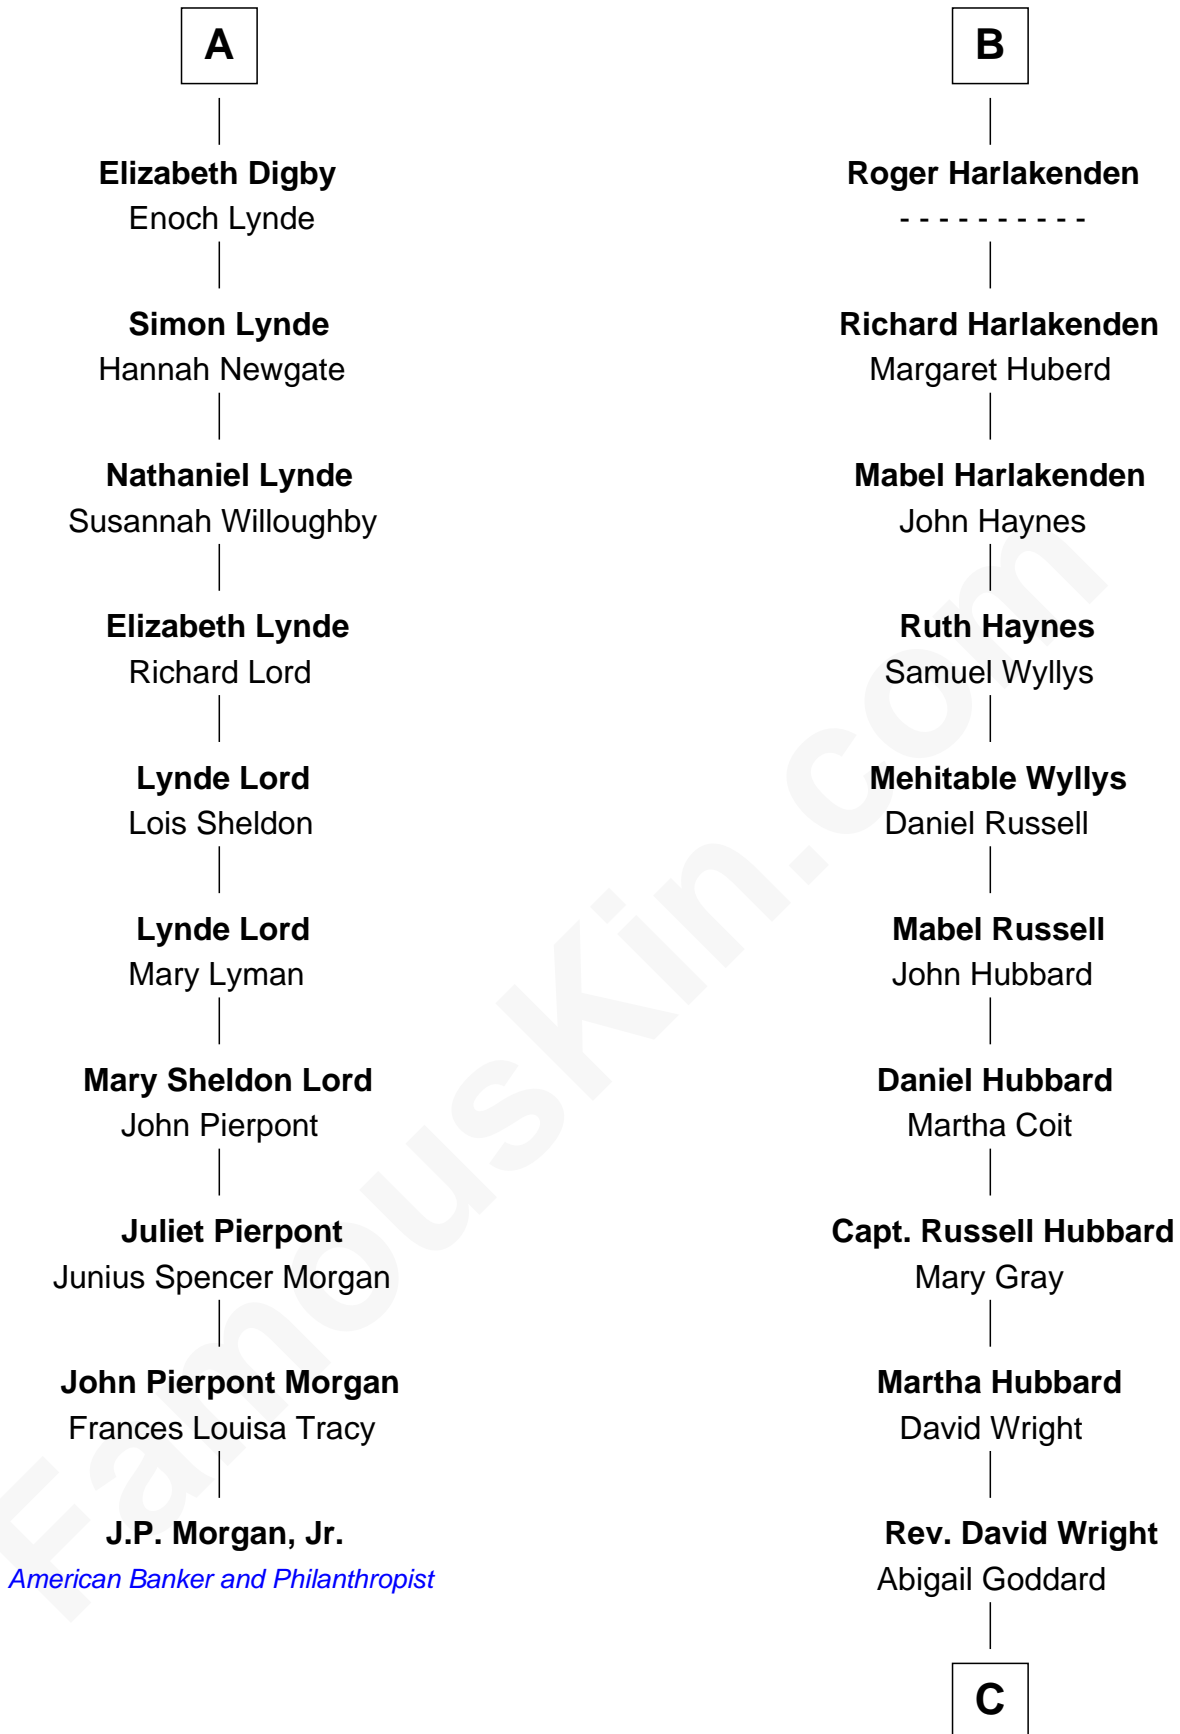 A
Elizabeth Digby
Enoch Lynde
Simon Lynde
Hannah Newgate
Nathaniel Lynde
Susannah Willoughby
Elizabeth Lynde
Richard Lord
Lynde Lord
Lois Sheldon
Lynde Lord
Mary Lyman
Mary Sheldon Lord
John Pierpont
Juliet Pierpont
Junius Spencer Morgan
John Pierpont Morgan
Frances Louisa Tracy
J.P. Morgan, Jr.
American Banker and Philanthropist
B
Roger Harlakenden
- - - - - - - - - -
Richard Harlakenden
Margaret Huberd
Mabel Harlakenden
John Haynes
Ruth Haynes
Samuel Wyllys
Mehitable Wyllys
Daniel Russell
Mabel Russell
John Hubbard
Daniel Hubbard
Martha Coit
Capt. Russell Hubbard
Mary Gray
Martha Hubbard
David Wright
Rev. David Wright
Abigail Goddard
C
FamousKin.com